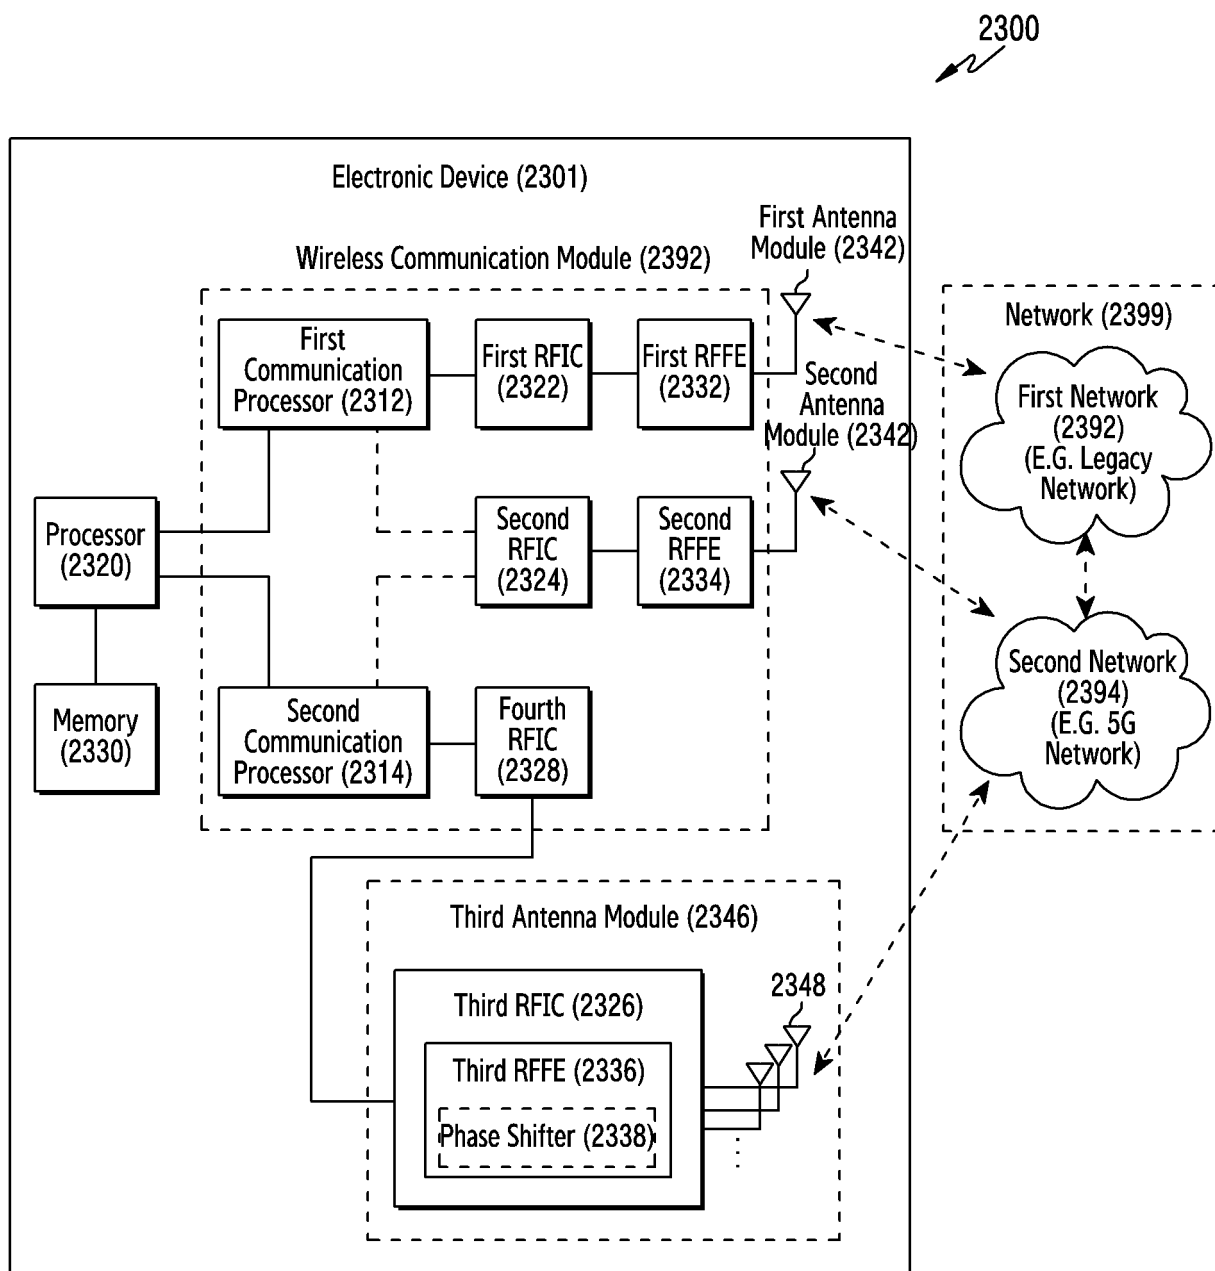 2300
Electronic Device (2301)
First Antenna
Module (2342)
Wireless Communication Module (2392)
Network (2399)
First
Communication
Processor (2312)
First RFIC
(2322)
First RFFE
(2332)
Second
Antenna
Module (2342)
First Network
(2392)
(E.G. Legacy
Network)
Processor
(2320)
Second
RFIC
(2324)
Second
RFFE
(2334)
Memory
(2330)
Second
Communication
Processor (2314)
Fourth
RFIC
(2328)
Second Network
(2394)
(E.G. 5G
Network)
Third Antenna Module (2346)
2348
Third RFIC (2326)
Third RFFE (2336)
Phase Shifter (2338)